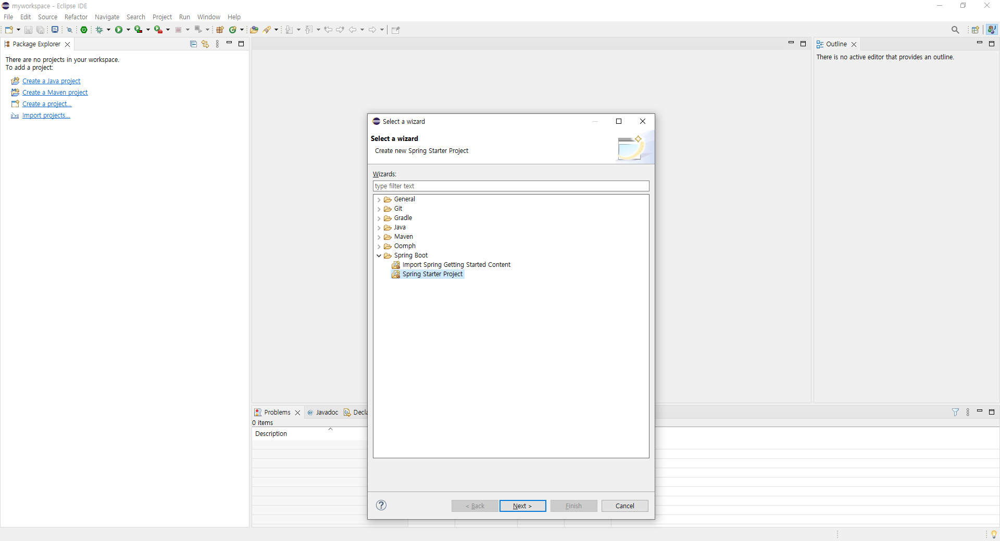 myworkspace - Eclipse IDE
File Edit Source Refactor Navigate Search Project Run Window Help
Package Explorer
There are no projects in your workspace.
To add a project:
Create a Java project
Create a Maven project
Create a project...
Import projects...
Outline
There is no active editor that provides an outline.
Select a wizard
Select a wizard
Create new Spring Starter Project
Wizards:
type filter text
General
Git
Gradle
Java
Maven
Oomph
Spring Boot
Import Spring Getting Started Content
Spring Starter Project
< Back Next > Finish Cancel
Problems @ Javadoc Decla
0 items
Description